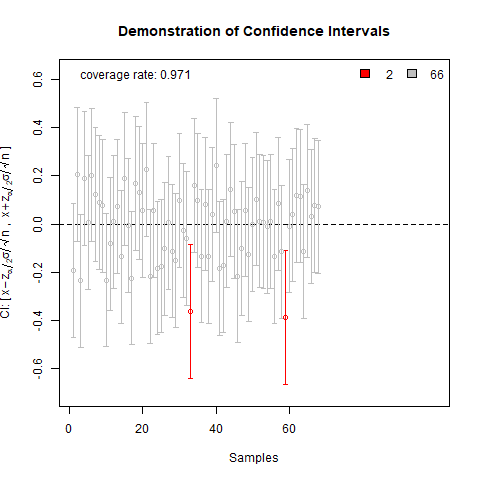 Demonstration of Confidence Intervals
coverage rate: 0.971
2
66
CI: [ x−zα/2σ/√n , x+zα/2σ/√n ]
0.6
0.4
0.2
0.0
-0.2
-0.4
-0.6
0 20 40 60
Samples